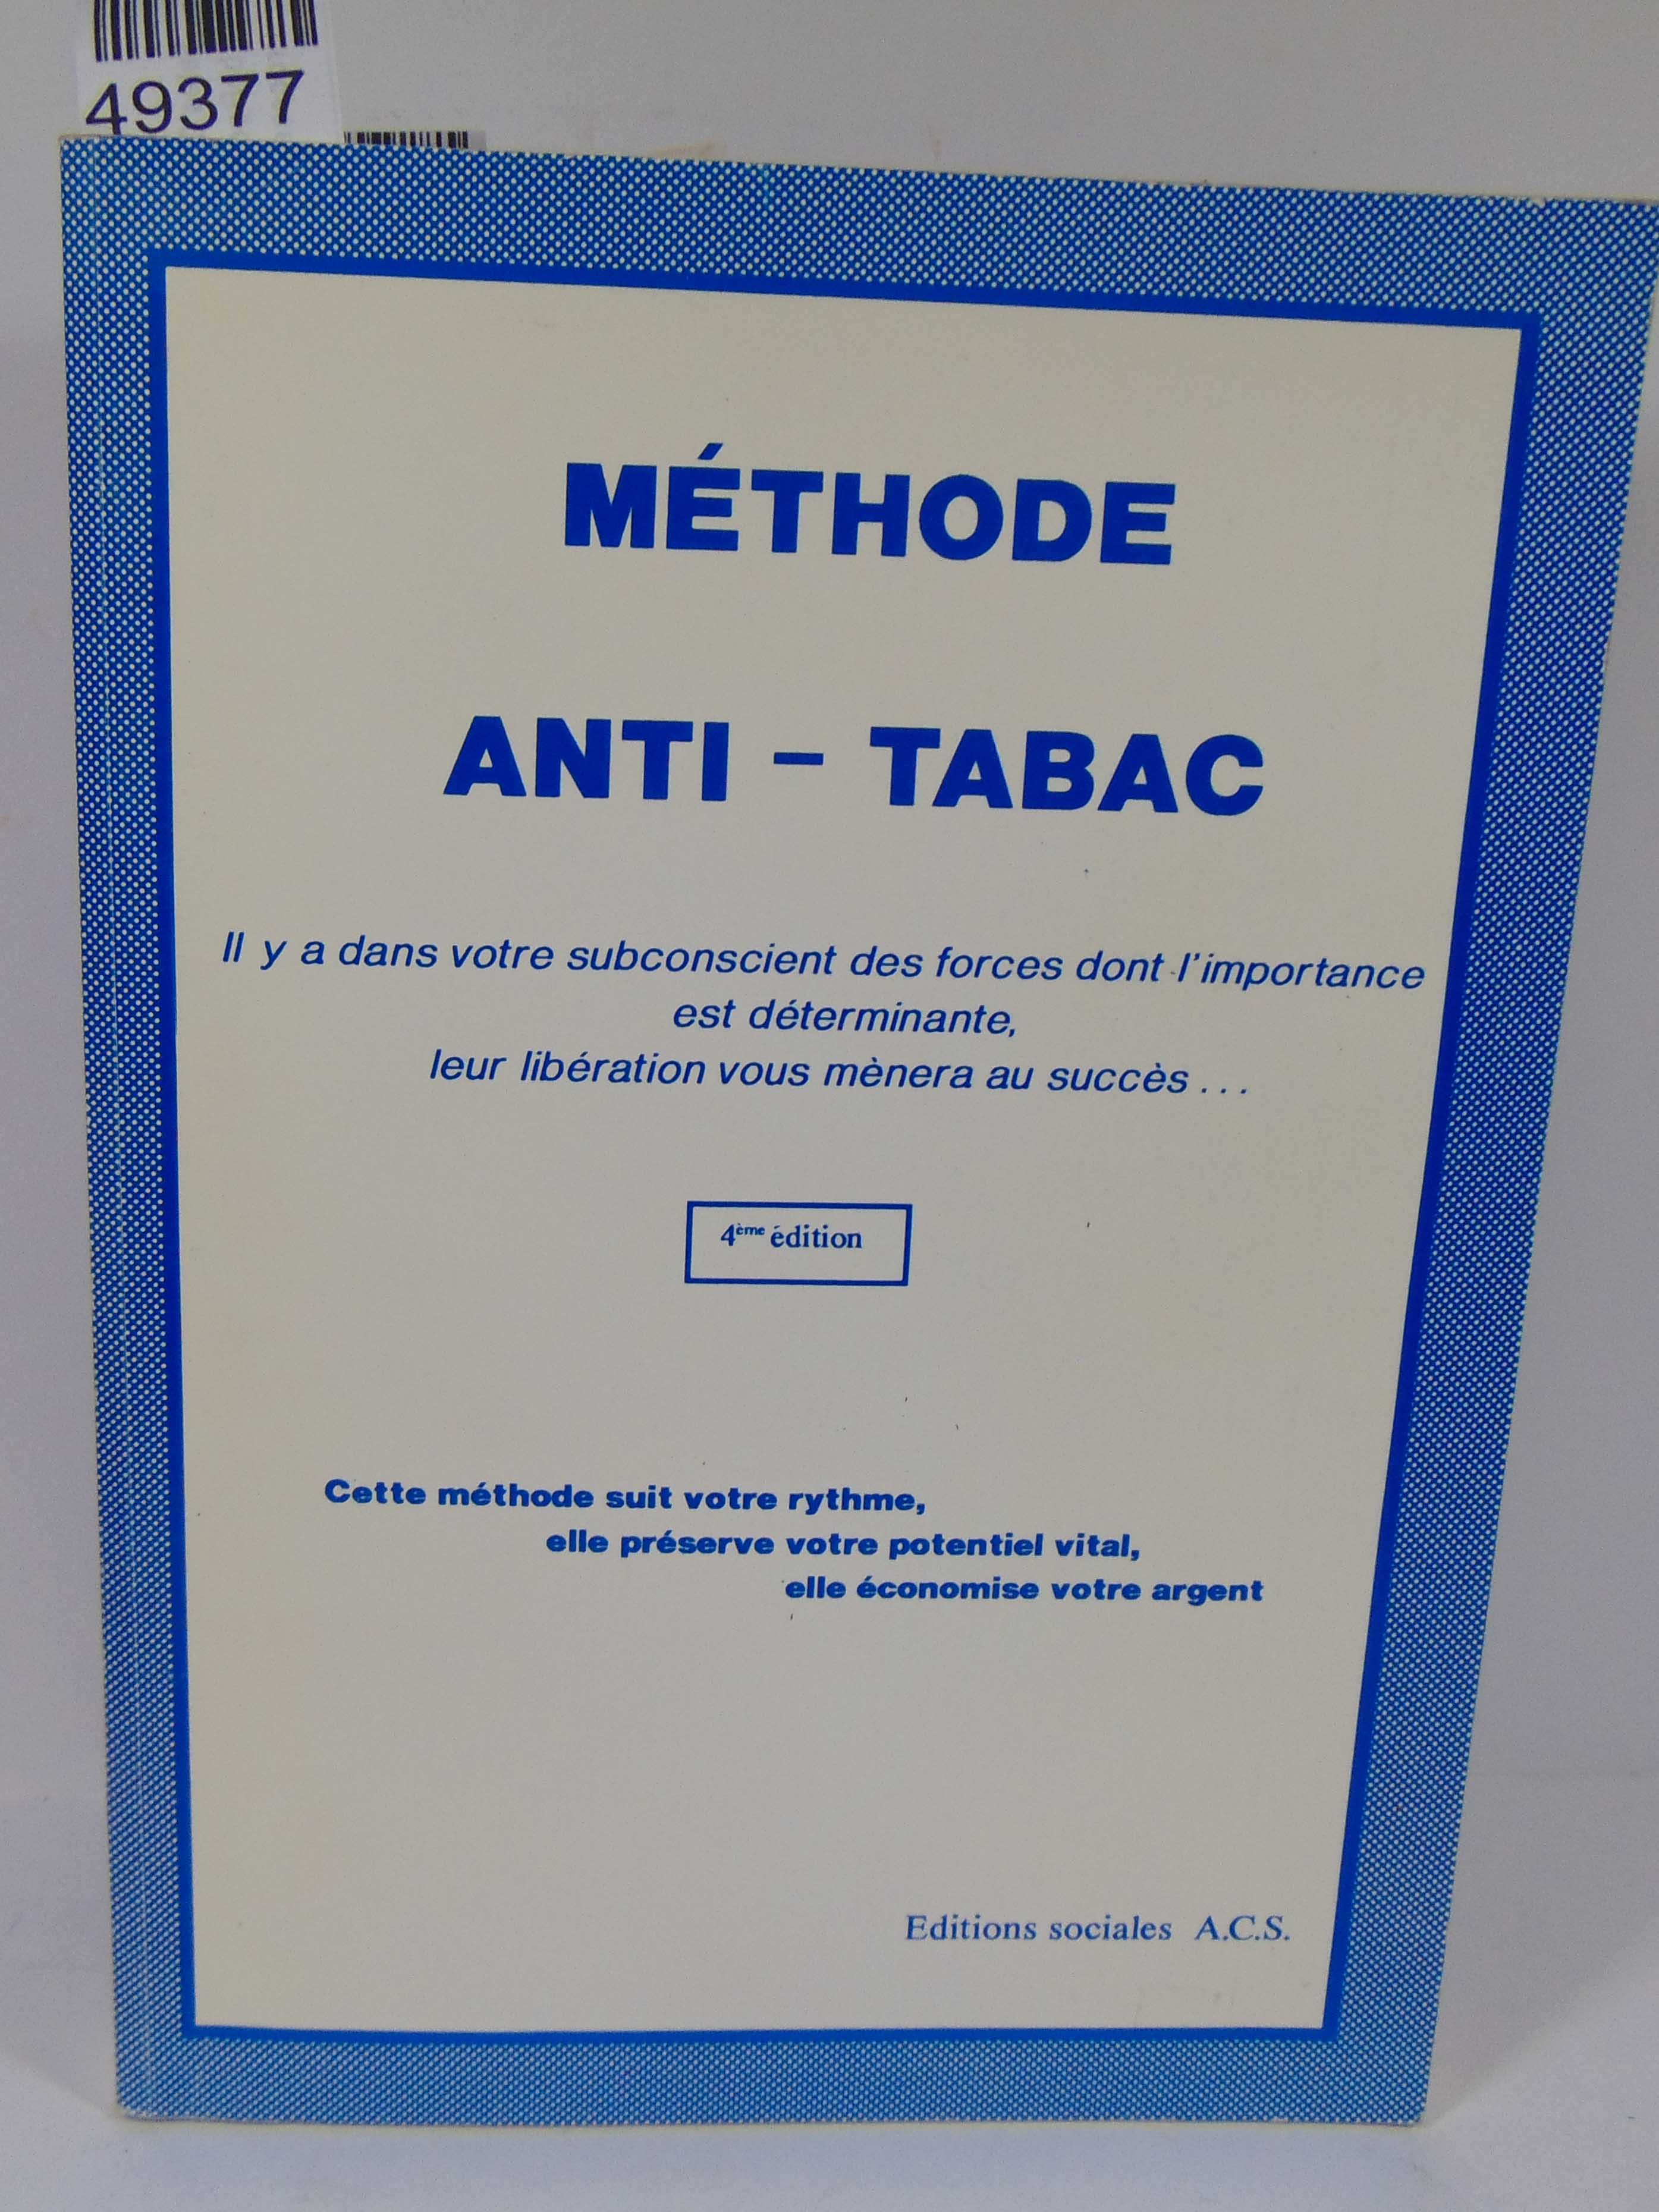 49377
MÉTHODE
ANTI - TABAC
Il y a dans votre subconscient des forces dont l'importance
est déterminante,
leur libération vous mènera au succès...
4ème édition
Cette méthode suit votre rythme,
elle préserve votre potentiel vital,
elle économise votre argent
Editions sociales A.C.S.